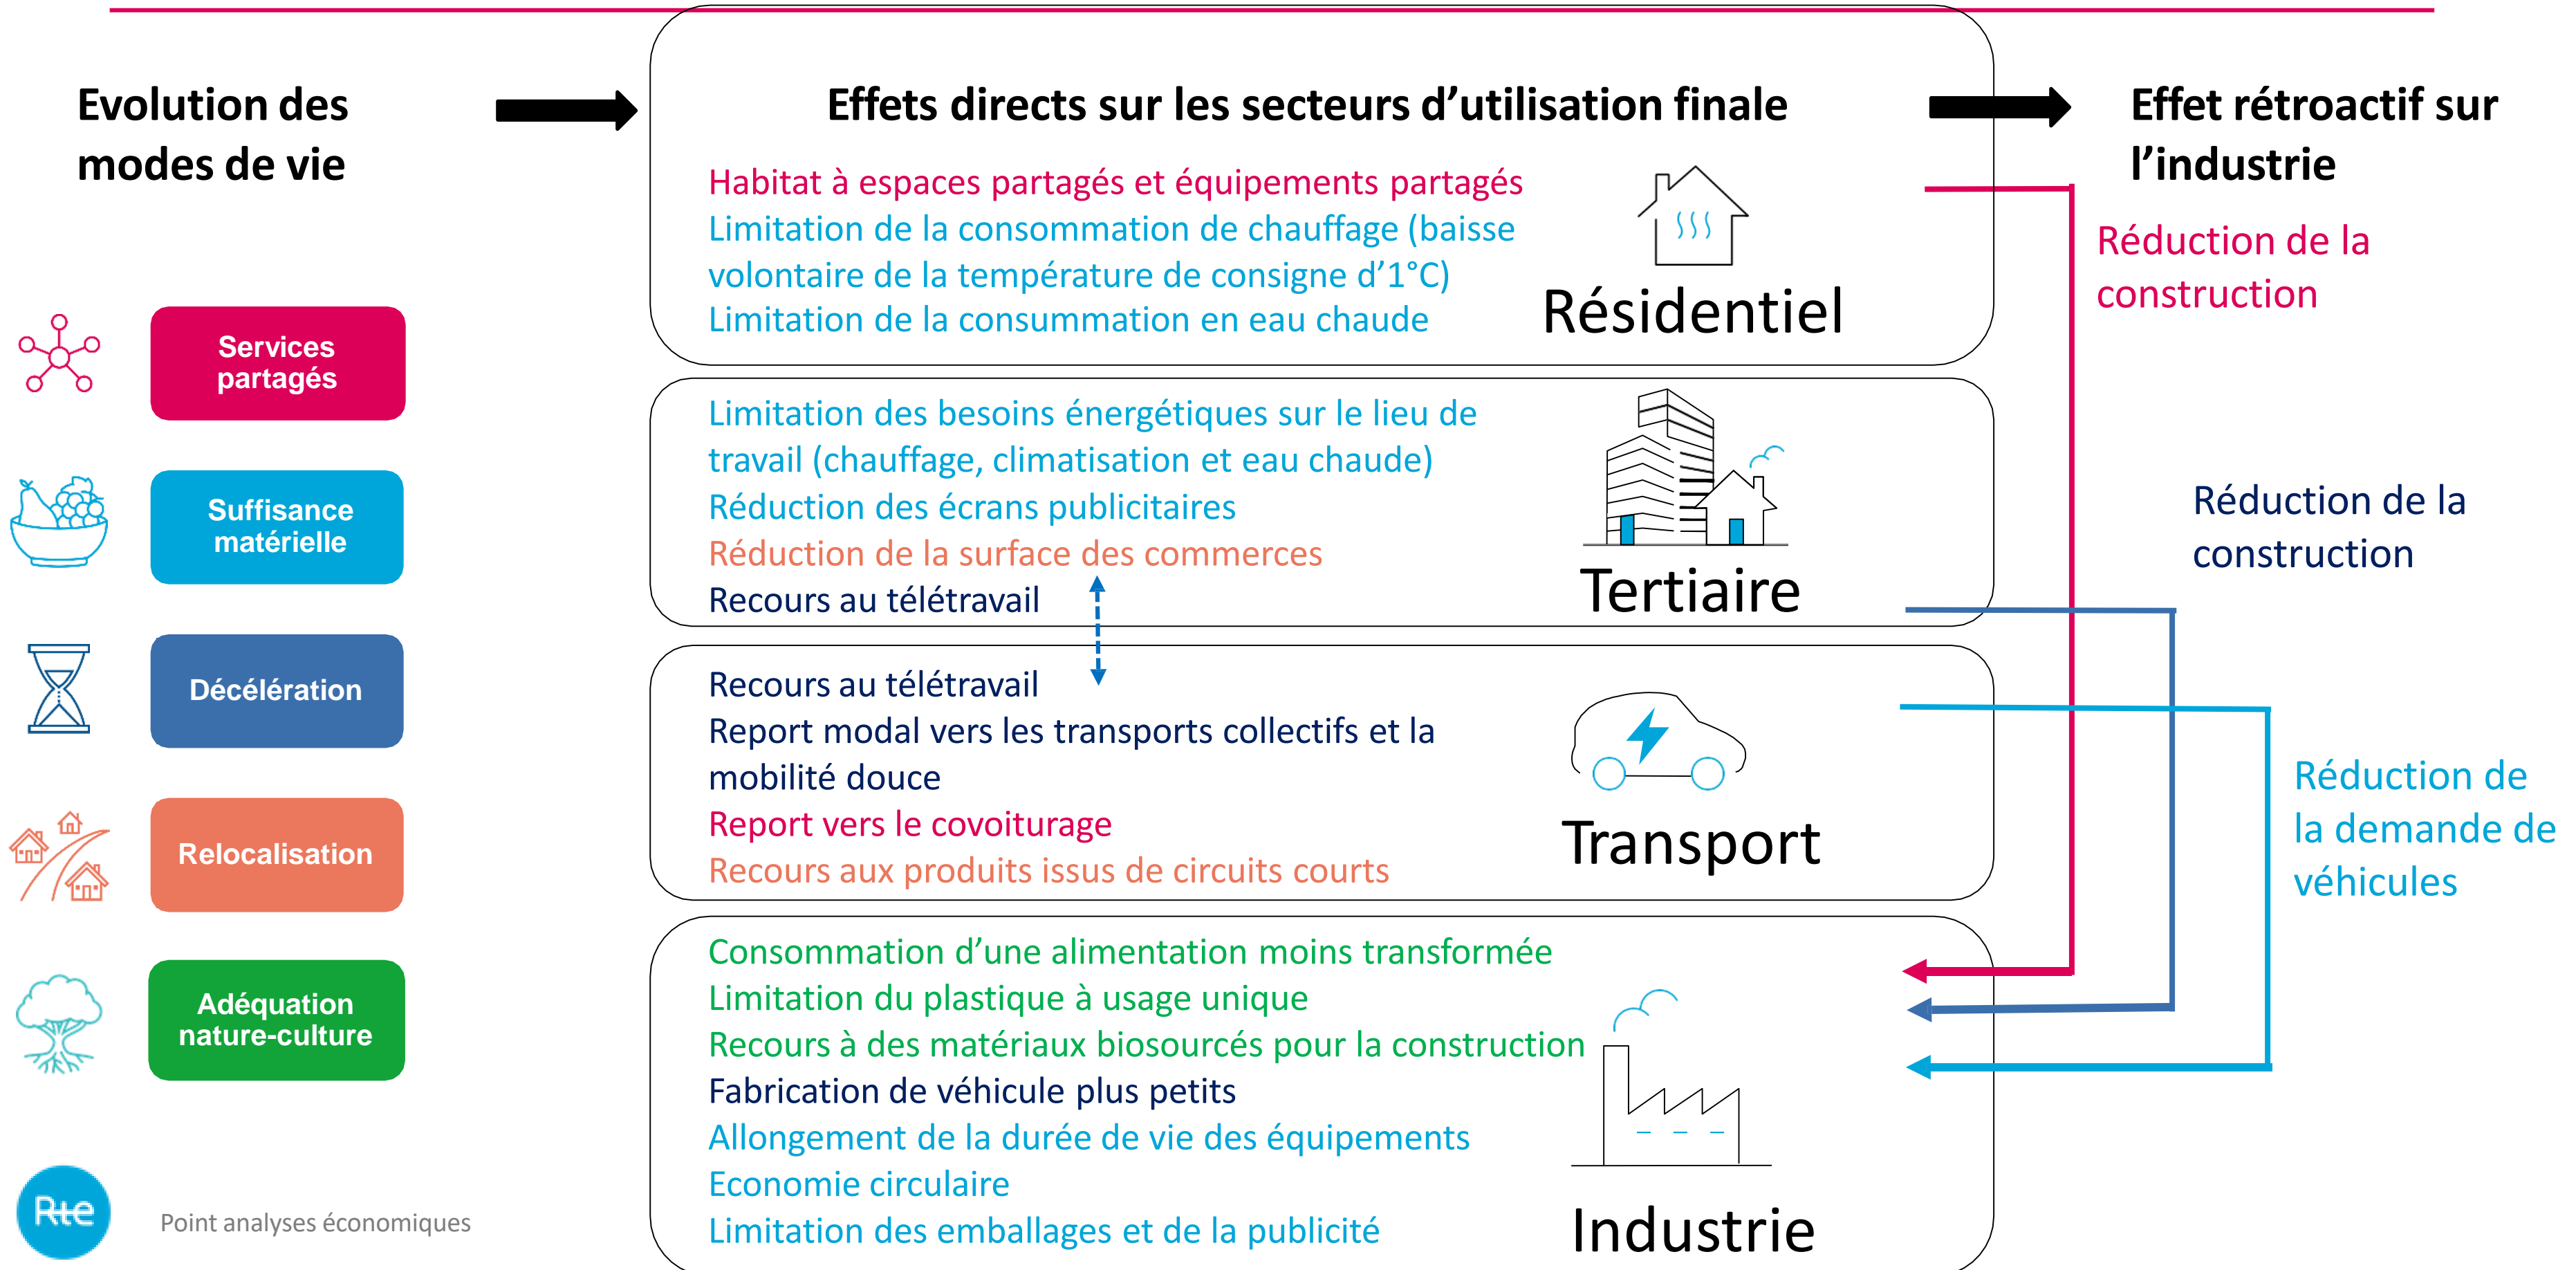 Evolution des
modes de vie
Effets directs sur les secteurs d’utilisation finale
Effet rétroactif sur
l’industrie
Services
partagés
Suffisance
matérielle
Décélération
Relocalisation
Adéquation
nature-culture
Habitat à espaces partagés et équipements partagés
Limitation de la consommation de chauffage (baisse
volontaire de la température de consigne d’1°C)
Limitation de la consummation en eau chaude
Résidentiel
Limitation des besoins énergétiques sur le lieu de
travail (chauffage, climatisation et eau chaude)
Réduction des écrans publicitaires
Réduction de la surface des commerces
Recours au télétravail
Tertiaire
Recours au télétravail
Report modal vers les transports collectifs et la
mobilité douce
Report vers le covoiturage
Recours aux produits issus de circuits courts
Transport
Consommation d’une alimentation moins transformée
Limitation du plastique à usage unique
Recours à des matériaux biosourcés pour la construction
Fabrication de véhicule plus petits
Allongement de la durée de vie des équipements
Economie circulaire
Limitation des emballages et de la publicité
Industrie
Réduction de la
construction
Réduction de la
construction
Réduction de
la demande de
véhicules
Rte
Point analyses économiques